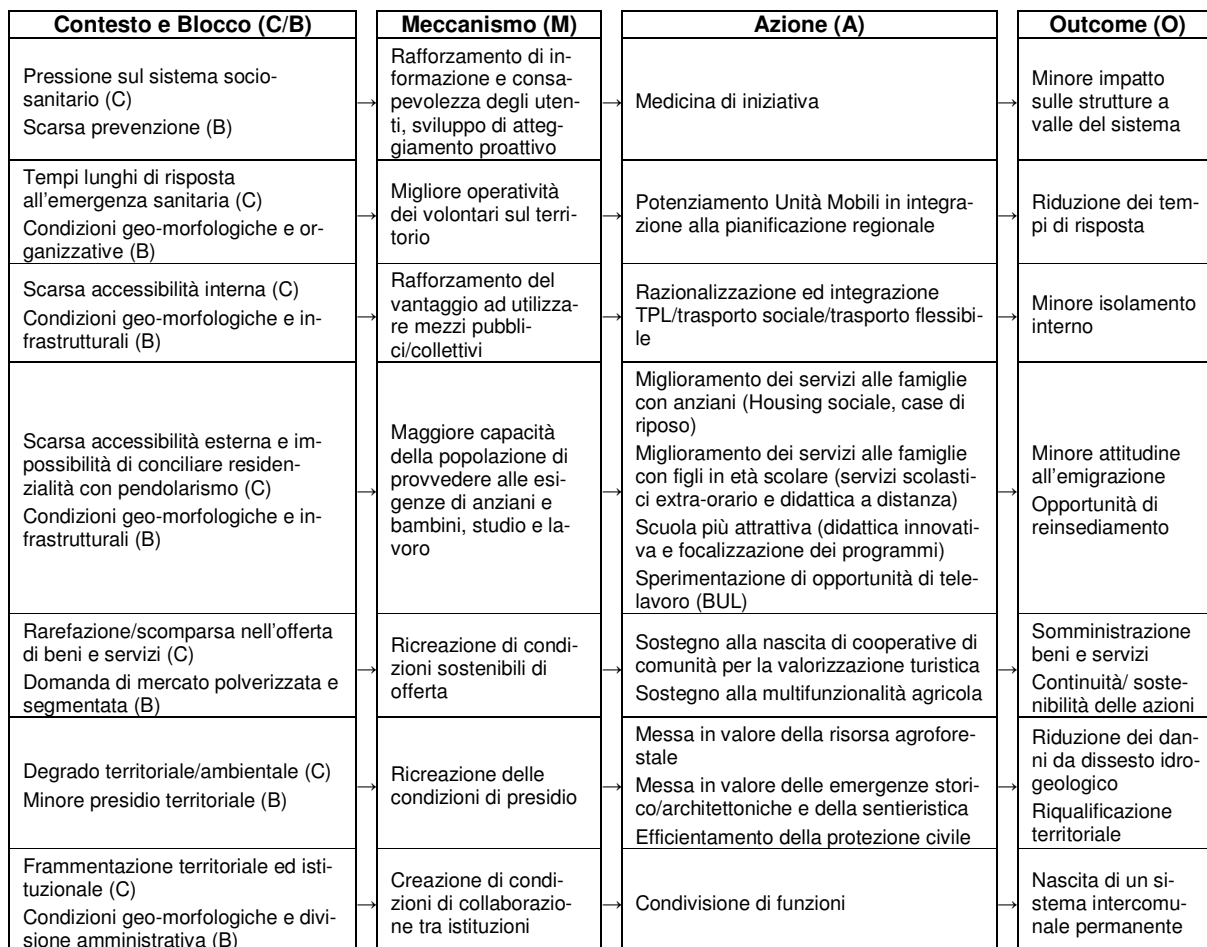 Contesto e Blocco (C/B)
Meccanismo (M)
Azione (A)
Outcome (O)
Pressione sul sistema socio-
sanitario (C)
Scarsa prevenzione (B)
→
Rafforzamento di in-
formazione e consa-
pevolezza degli uten-
ti, sviluppo di atteg-
giamento proattivo
→
Medicina di iniziativa
→
Minore impatto
sulle strutture a
valle del sistema
Tempi lunghi di risposta
all'emergenza sanitaria (C)
Condizioni geo-morfologiche e or-
ganizzative (B)
→
Migliore operatività
dei volontari sul terri-
torio
→
Potenziamento Unità Mobili in integra-
zione alla pianificazione regionale
→
Riduzione dei tem-
pi di risposta
Scarsa accessibilità interna (C)
Condizioni geo-morfologiche e in-
frastrutturali (B)
→
Rafforzamento del
vantaggio ad utilizza-
re mezzi pubbli-
ci/collettivi
→
Razionalizzazione ed integrazione
TPL/trasporto sociale/trasporto flessibi-
le
→
Minore isolamento
interno
Scarsa accessibilità esterna e im-
possibilità di conciliare residen-
zialità con pendolarismo (C)
Condizioni geo-morfologiche e in-
frastrutturali (B)
→
Maggiore capacità
della popolazione di
provvedere alle esi-
genze di anziani e
bambini, studio e la-
voro
→
Miglioramento dei servizi alle famiglie
con anziani (Housing sociale, case di
riposo)
Miglioramento dei servizi alle famiglie
con figli in età scolare (servizi scolasti-
ci extra-orario e didattica a distanza)
Scuola più attrattiva (didattica innovati-
va e focalizzazione dei programmi)
Sperimentazione di opportunità di tele-
lavoro (BUL)
→
Minore attitudine
all'emigrazione
Opportunità di
reinsediamento
Rarefazione/scomparsa nell'offerta
di beni e servizi (C)
Domanda di mercato polverizzata e
segmentata (B)
→
Ricreazione di condi-
zioni sostenibili di
offerta
→
Sostegno alla nascita di cooperative di
comunità per la valorizzazione turistica
Sostegno alla multifunzionalità agricola
→
Somministrazione
beni e servizi
Continuità/ soste-
nibilità delle azioni
Degrado territoriale/ambientale (C)
Minore presidio territoriale (B)
→
Ricreazione delle
condizioni di presidio
→
Messa in valore della risorsa agrofore-
stale
Messa in valore delle emergenze stori-
co/architettoniche e della sentieristica
Efficientamento della protezione civile
→
Riduzione dei dan-
ni da dissesto idro-
geologico
Riqualificazione
territoriale
Frammentazione territoriale ed isti-
tuzionale (C)
Condizioni geo-morfologiche e divi-
sione amministrativa (B)
→
Creazione di condi-
zioni di collaborazio-
ne tra istituzioni
→
Condivisione di funzioni
→
Nascita di un si-
stema intercomu-
nale permanente